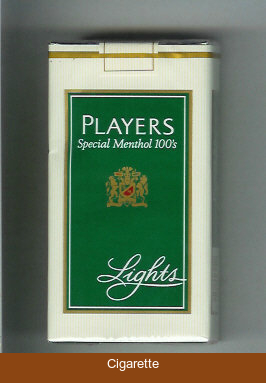 PLAYERS
Special Menthol 100's
Lights
Cigarette